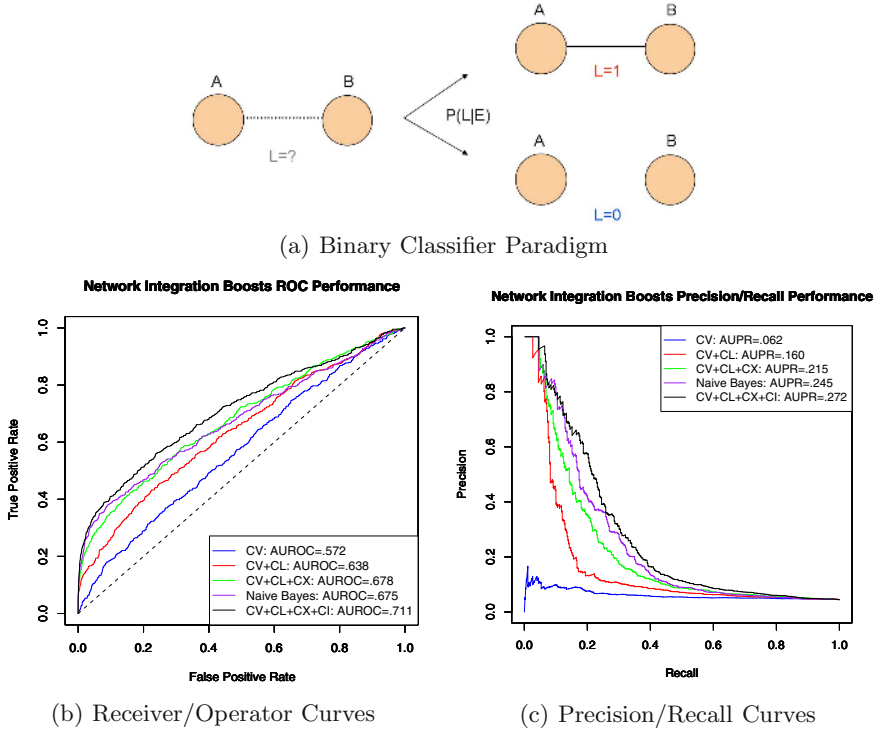 A B
L=?
P(L|E)
A B
L=1
A B
L=0
(a) Binary Classifier Paradigm
Network Integration Boosts ROC Performance
True Positive Rate
1.0
0.8
0.6
0.4
0.2
0.0
CV: AUROC=.572
CV+CL: AUROC=.638
CV+CL+CX: AUROC=.678
Naive Bayes: AUROC=.675
CV+CL+CX+CI: AUROC=.711
0.0 0.2 0.4 0.6 0.8 1.0
False Positive Rate
(b) Receiver/Operator Curves
Network Integration Boosts Precision/Recall Performance
Precision
1.0
0.8
0.6
0.4
0.2
0.0
CV: AUPR=.062
CV+CL: AUPR=.160
CV+CL+CX: AUPR=.215
Naive Bayes: AUPR=.245
CV+CL+CX+CI: AUPR=.272
0.0 0.2 0.4 0.6 0.8 1.0
Recall
(c) Precision/Recall Curves